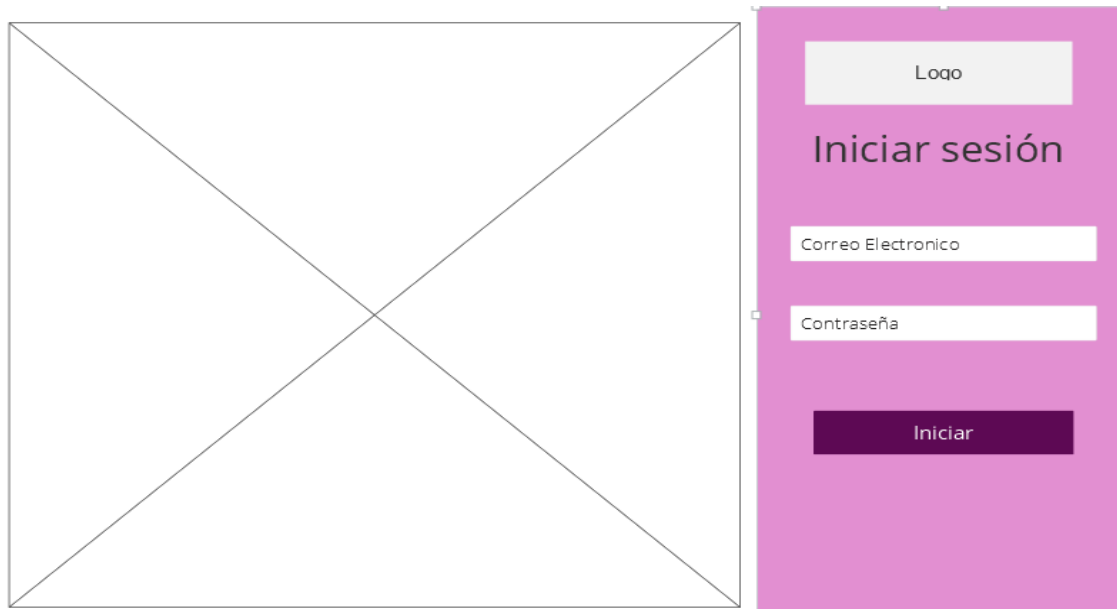 Logo
Iniciar sesión
Correo Electronico
Contraseña
Iniciar